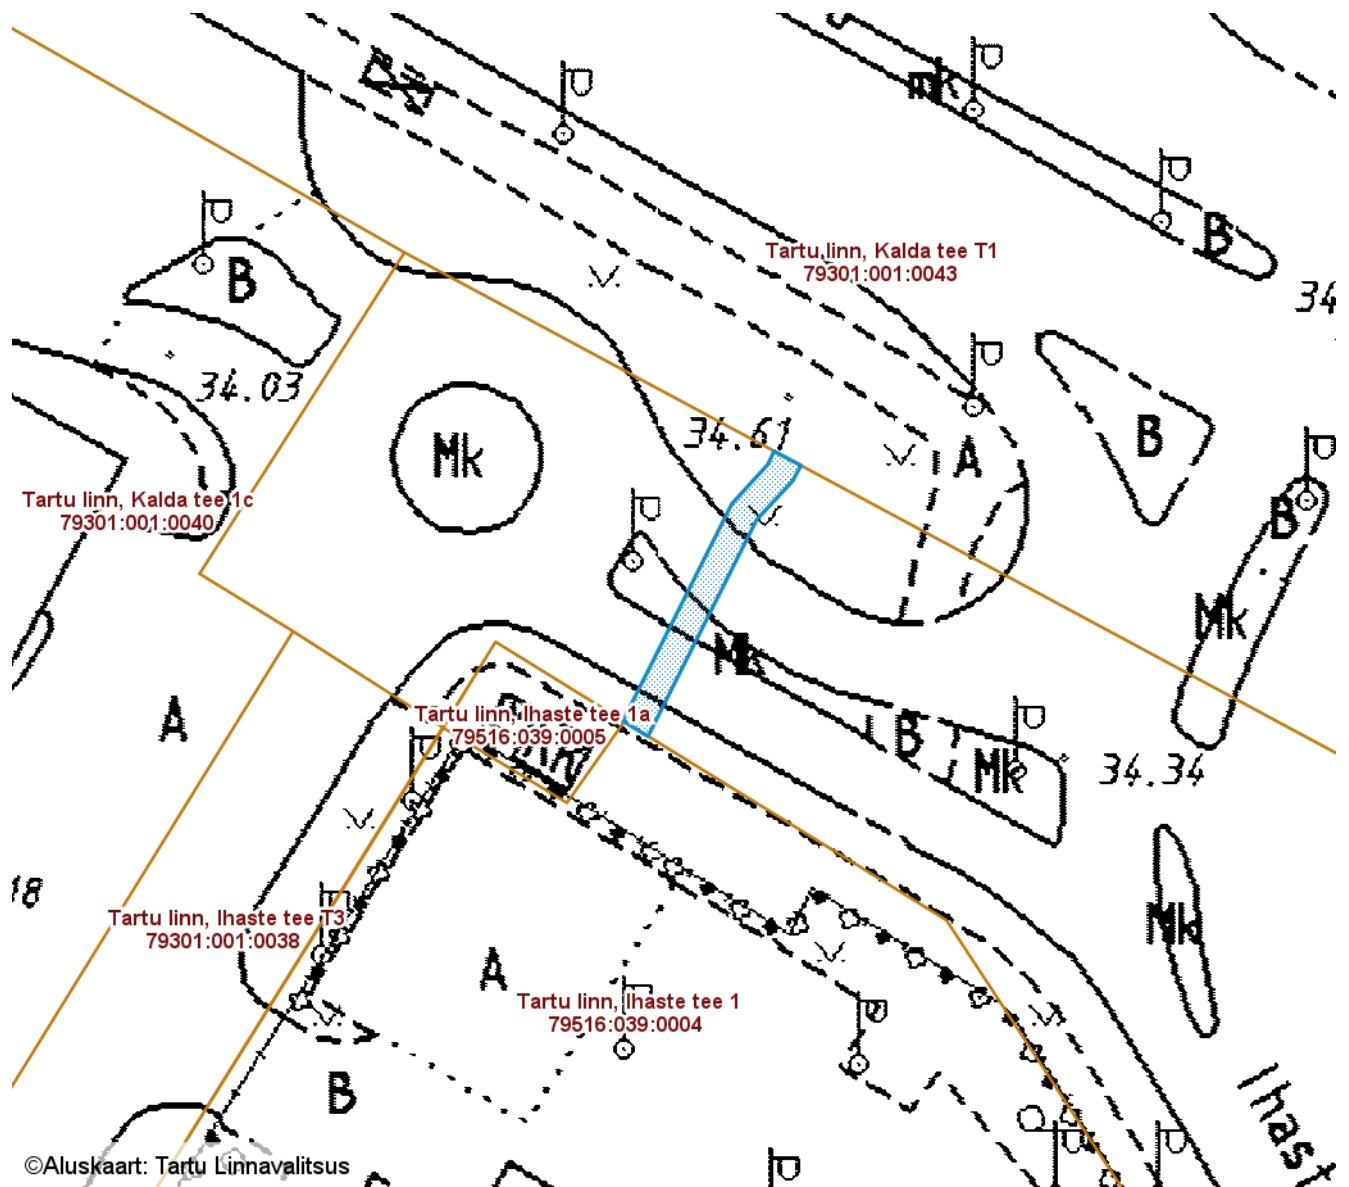 mk
B
Tartu linn, Kalda tee T1
79301:001:0043
B
34
34.03
34.61
A
B
Mk
Tartu linn, Kalda tee 1c
79301:001:0040
B
Mk
Mk
A
Tartu linn, Ihaste tee 1a
79516:039:0005
B
Mk
34.34
18
Tartu linn, Ihaste tee T3
79301:001:0038
Mk
A
Tartu linn, Ihaste tee 1
79516:039:0004
B
Ihast
©Aluskaart: Tartu Linnavalitsus